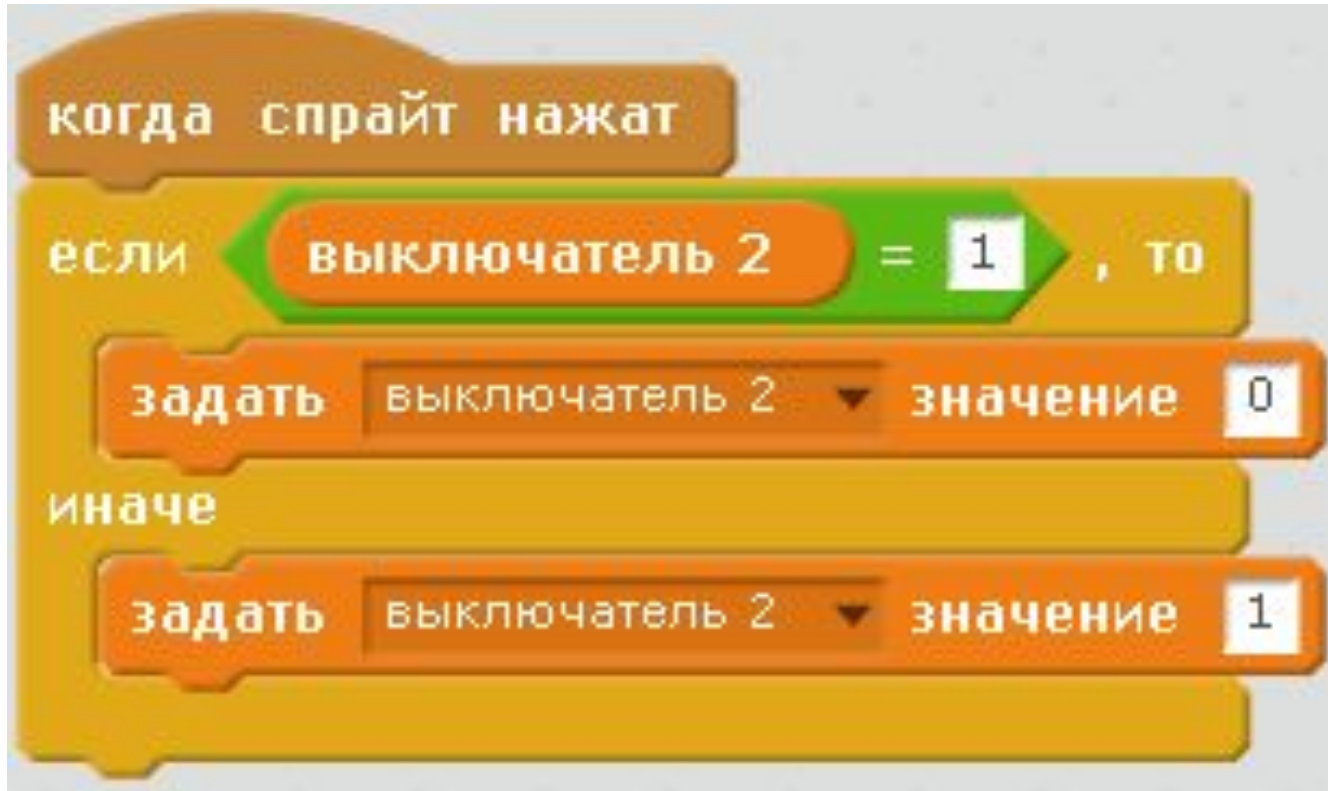 когда спрайт нажат
если выключатель 2 = 1 , то
задать выключатель 2 значение 0
иначе
задать выключатель 2 значение 1